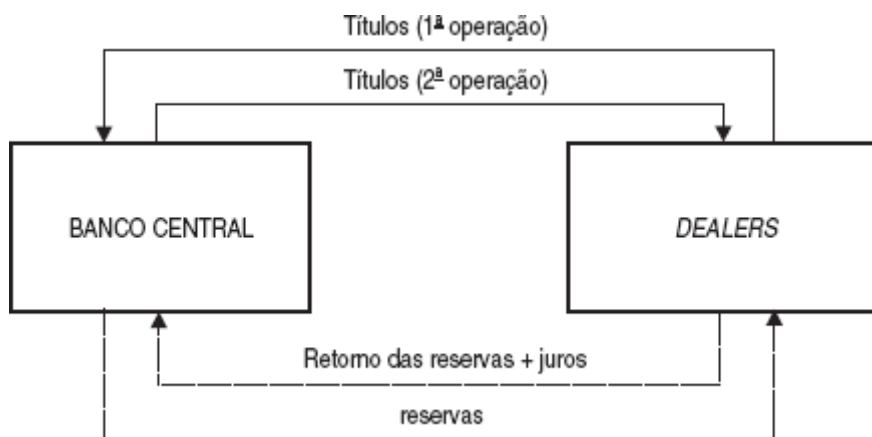 Títulos (1ª operação)
Títulos (2ª operação)
BANCO CENTRAL
DEALERS
Retorno das reservas + juros
reservas